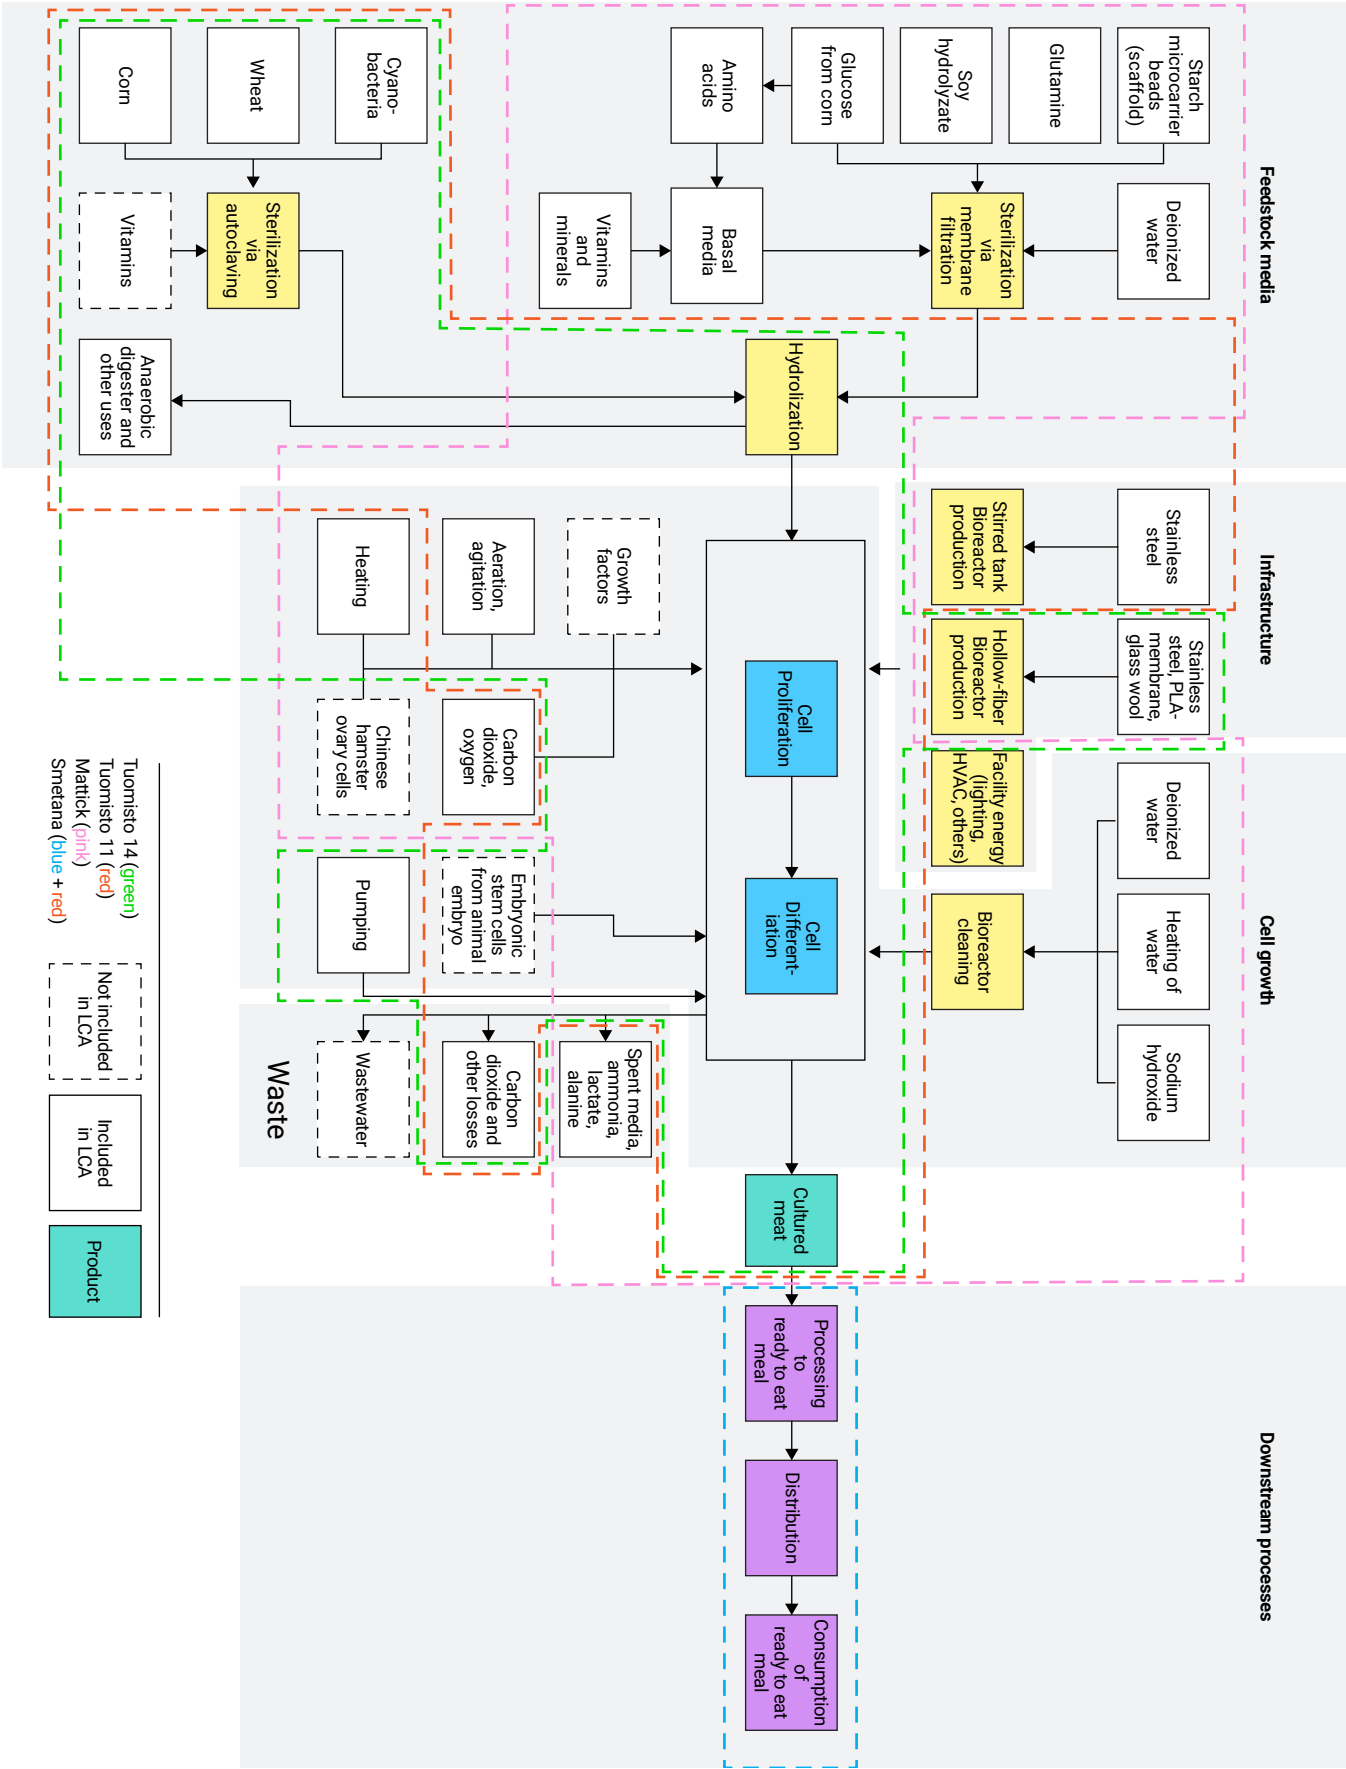 Feedstock media
Infrastructure
Cell growth
Downstream processes
Starch
microcarrier
beads
(scaffold)
Glutamine
Soy
hydrolyzate
Glucose
from corn
Amino
acids
Cyano-
bacteria
Wheat
Corn
Deionized
water
Sterilization
via
membrane
filtration
Basal
media
Vitamins
and
minerals
Sterilization
via
autoclaving
Vitamins
Hydrolization
Anaerobic
digester and
other uses
Stainless
steel
Stirred tank
Bioreactor
production
Stainless
steel, PLA-
membrane,
glass wool
Hollow-fiber
Bioreactor
production
Facility energy
(lighting,
HVAC, others)
Growth
factors
Aeration,
agitation
Heating
Carbon
dioxide,
oxygen
Chinese
hamster
ovary cells
Cell
Proliferation
Cell
Different-
iation
Deionized
water
Heating of
water
Sodium
hydroxide
Bioreactor
cleaning
Embryonic
stem cells
from animal
embryo
Pumping
Spent media,
ammonia,
lactate,
alanine
Carbon
dioxide and
other losses
Wastewater
Waste
Cultured
meat
Processing
to
ready to eat
meal
Distribution
Consumption
of
ready to eat
meal
Tuomisto 14 (green)
Tuomisto 11 (red)
Mattick (pink)
Smetana (blue + red)
Not included
in LCA
Included
in LCA
Product